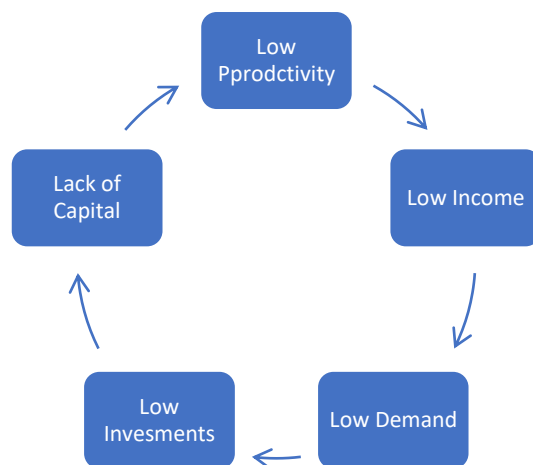 Low
Pprodctivity
Low Income
Low Demand
Low
Invesments
Lack of
Capital